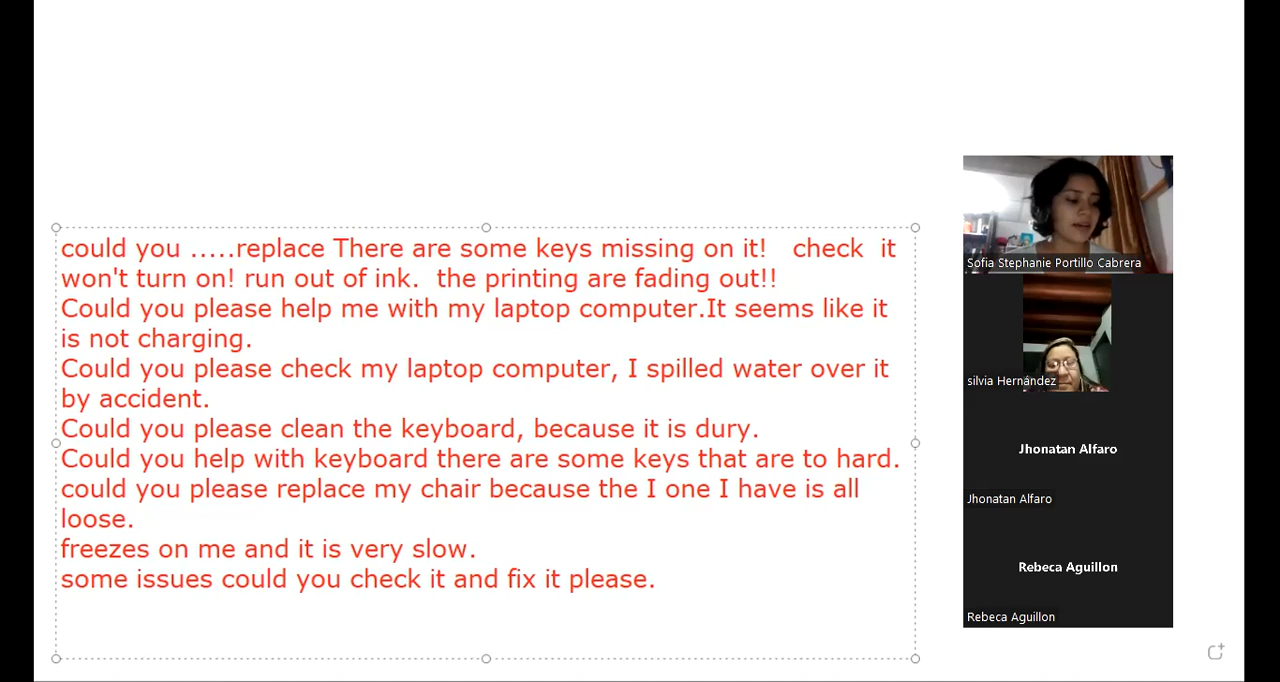 could you .....replace There are some keys missing on it!   check  it
won't turn on! run out of ink.  the printing are fading out!!
Could you please help me with my laptop computer.It seems like it
is not charging.
Could you please check my laptop computer, I spilled water over it
by accident.
Could you please clean the keyboard, because it is dury.
Could you help with keyboard there are some keys that are to hard.
could you please replace my chair because the I one I have is all
loose.
freezes on me and it is very slow.
some issues could you check it and fix it please.
Sofia Stephanie Portillo Cabrera
silvia Hernández
Jhonatan Alfaro
Jhonatan Alfaro
Rebeca Aguillon
Rebeca Aguillon